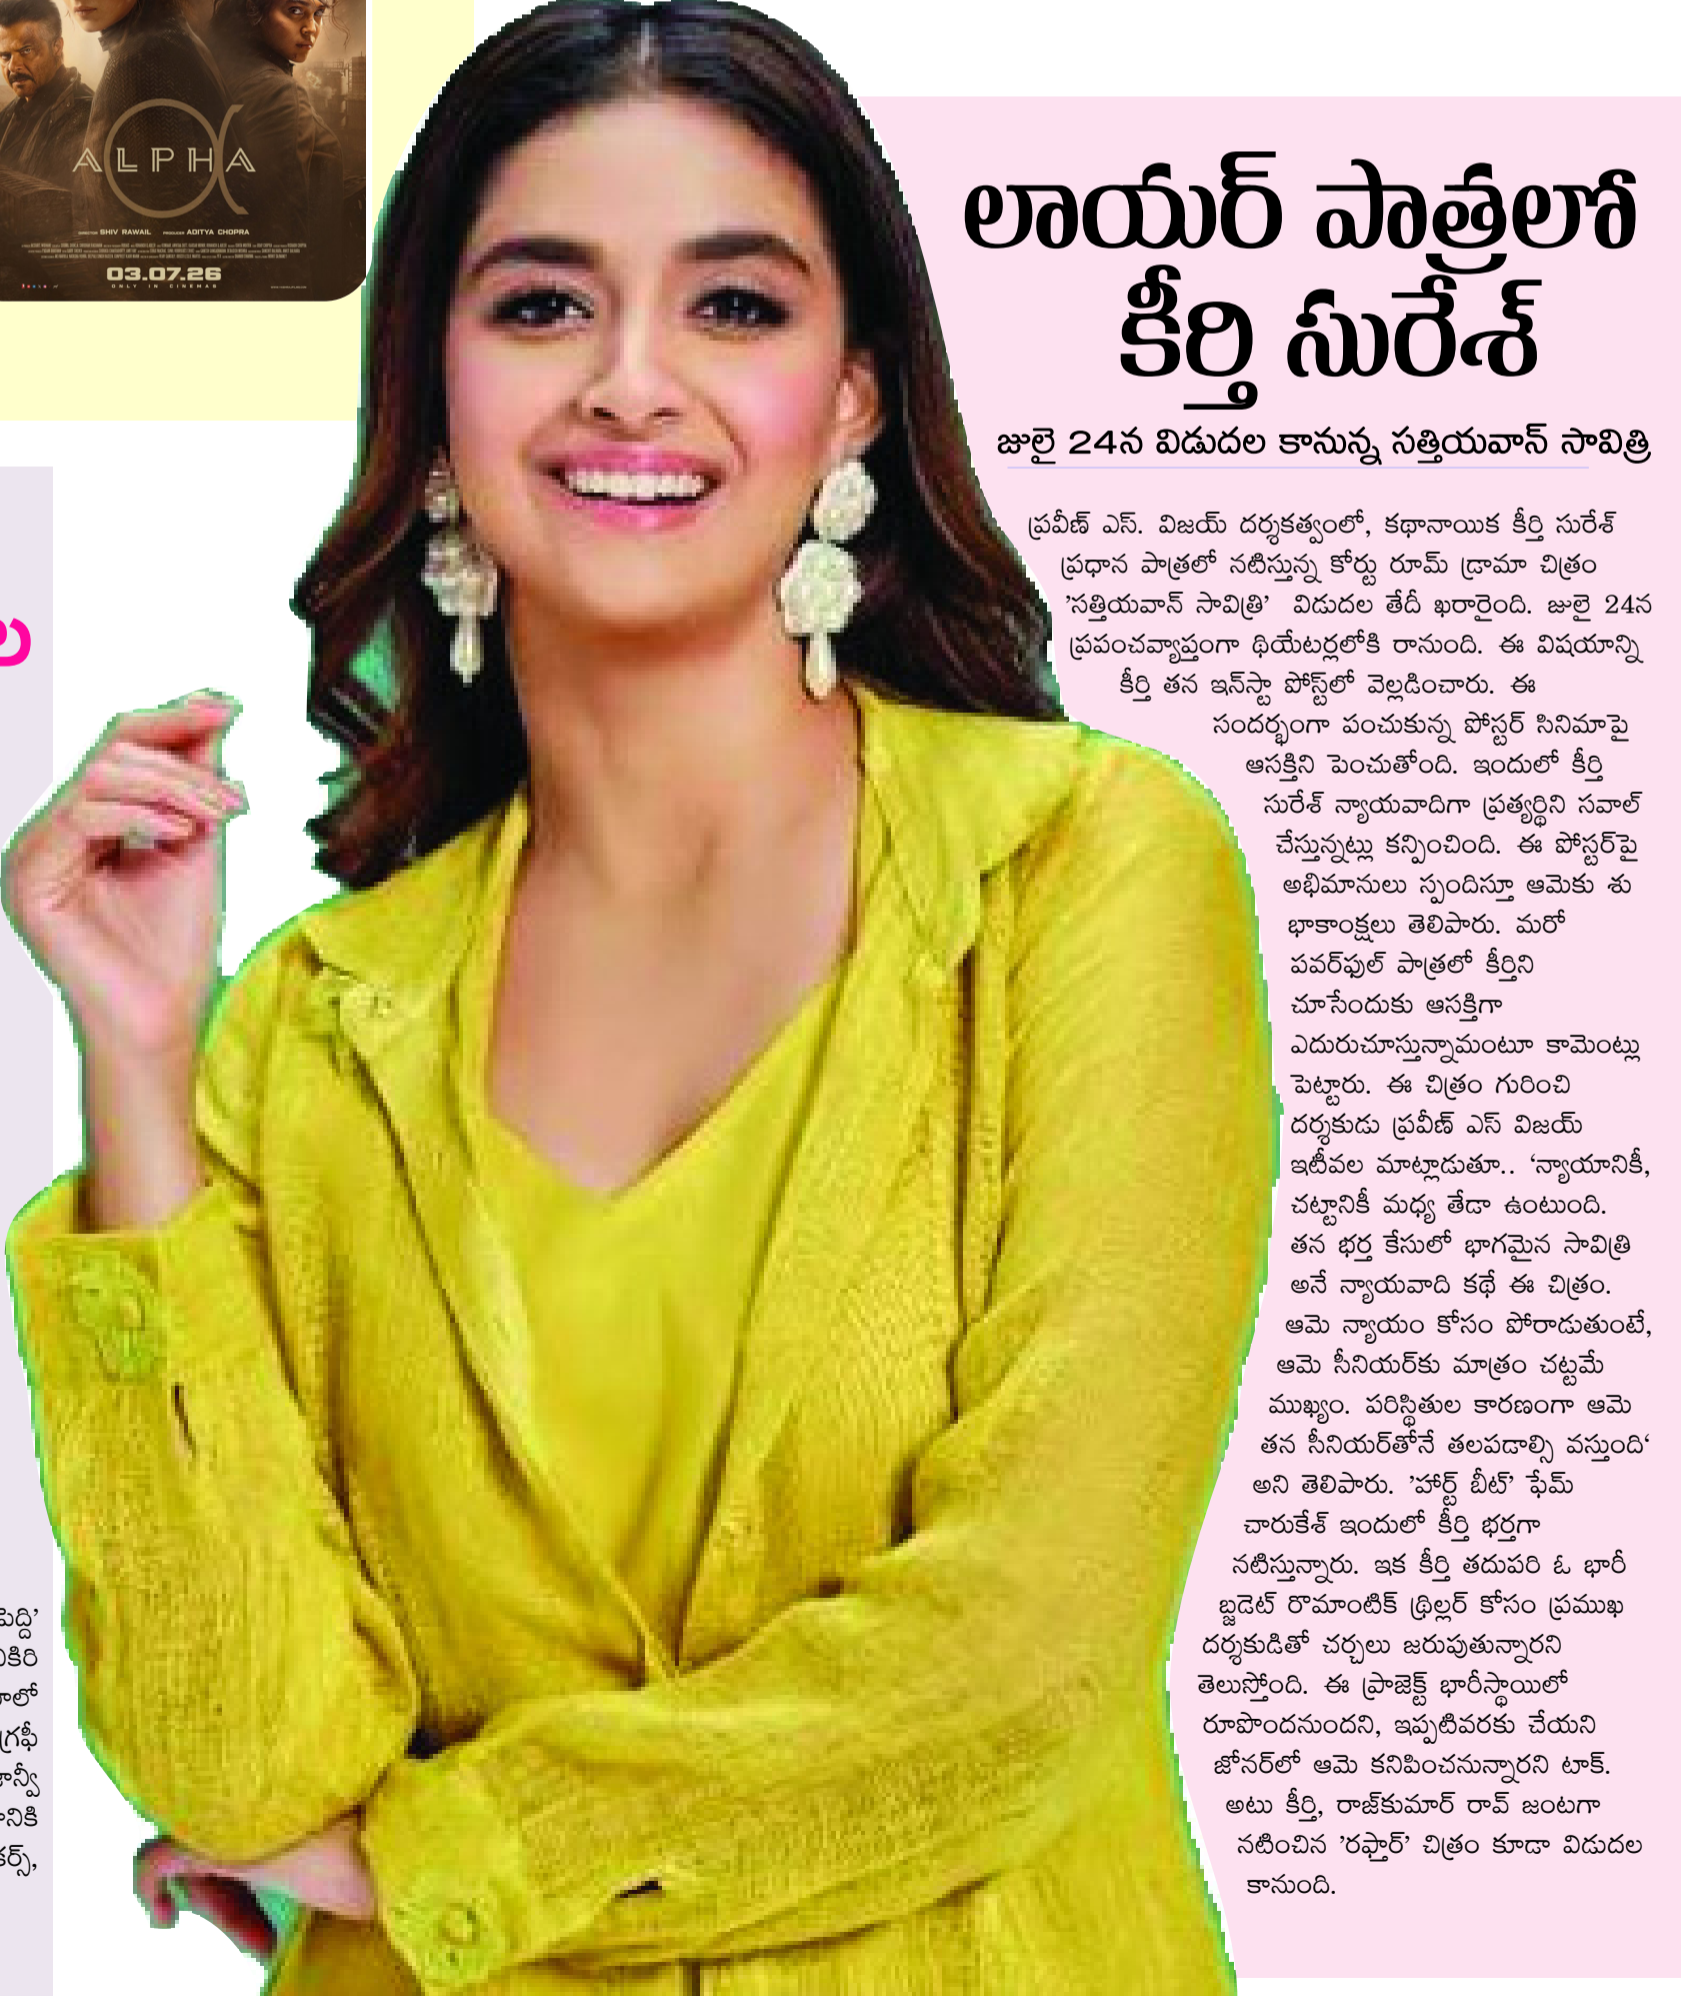 ALPHA
DIRECTOR SHIV RAWAIL PRODUCER ADITYA CHOPRA
03.07.26
ONLY IN CINEMAS
లాయర్ పాత్రలో
కీర్తి సురేశ్
జులై 24న విడుదల కానున్న సత్తియవాన్ సావిత్రి
ప్రవీణ్ ఎస్. విజయ్ దర్శకత్వంలో, కథానాయిక కీర్తి సురేశ్
ప్రధాన పాత్రలో నటిస్తున్న కోర్టు రూమ్ డ్రామా చిత్రం
’సత్తియవాన్ సావిత్రి’ విడుదల తేదీ ఖరారైంది. జులై 24న
ప్రపంచవ్యాప్తంగా థియేటర్లలోకి రానుంది. ఈ విషయాన్ని
కీర్తి తన ఇన్‌స్టా పోస్ట్‌లో వెల్లడించారు. ఈ
సందర్భంగా పంచుకున్న పోస్టర్ సినిమాపై
ఆసక్తిని పెంచుతోంది. ఇందులో కీర్తి
సురేశ్ న్యాయవాదిగా ప్రత్యర్థిని సవాల్
చేస్తున్నట్లు కన్పించింది. ఈ పోస్టర్‌పై
అభిమానులు స్పందిస్తూ ఆమెకు శు
భాకాంక్షలు తెలిపారు. మరో
పవర్‌ఫుల్ పాత్రలో కీర్తిని
చూసేందుకు ఆసక్తిగా
ఎదురుచూస్తున్నామంటూ కామెంట్లు
పెట్టారు. ఈ చిత్రం గురించి
దర్శకుడు ప్రవీణ్ ఎస్ విజయ్
ఇటీవల మాట్లాడుతూ.. ‘న్యాయానికీ,
చట్టానికీ మధ్య తేడా ఉంటుంది.
తన భర్త కేసులో భాగమైన సావిత్రి
అనే న్యాయవాది కథే ఈ చిత్రం.
ఆమె న్యాయం కోసం పోరాడుతుంటే,
ఆమె సీనియర్‌కు మాత్రం చట్టమే
ముఖ్యం. పరిస్థితుల కారణంగా ఆమె
తన సీనియర్‌తోనే తలపడాల్సి వస్తుంది‘
అని తెలిపారు. ’హార్ట్ బీట్’ ఫేమ్
చారుకేశ్ ఇందులో కీర్తి భర్తగా
నటిస్తున్నారు. ఇక కీర్తి తదుపరి ఓ భారీ
బ్జడెట్ రొమాంటిక్ థ్రిల్లర్ కోసం ప్రముఖ
దర్శకుడితో చర్చలు జరుపుతున్నారని
తెలుస్తోంది. ఈ ప్రాజెక్ట్ భారీస్థాయిలో
రూపొందనుందని, ఇప్పటివరకు చేయని
జోనర్‌లో ఆమె కనిపించనున్నారని టాక్.
అటు కీర్తి, రాజ్‌కుమార్ రావ్ జంటగా
నటించిన ’రఫ్తార్’ చిత్రం కూడా విడుదల
కానుంది.